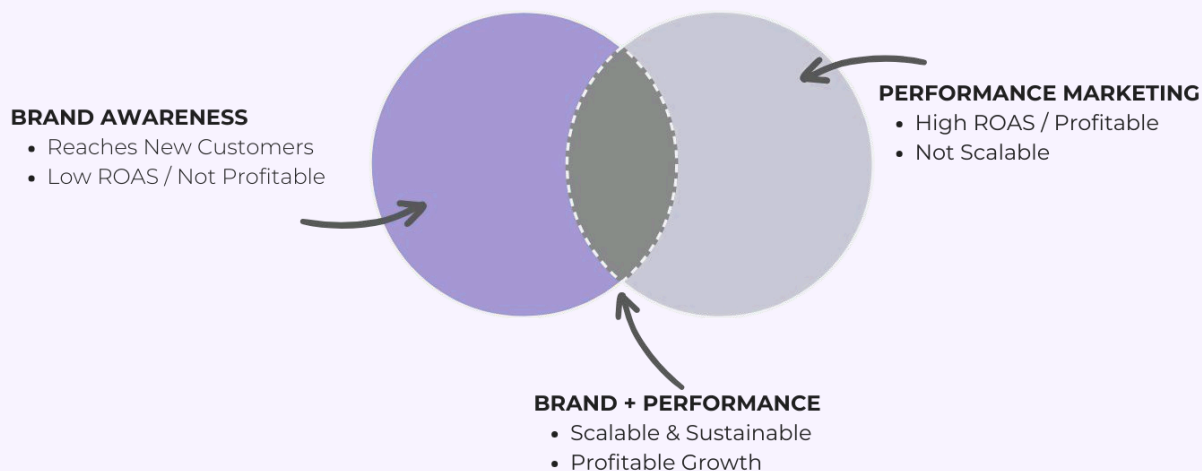 BRAND AWARENESS
• Reaches New Customers
• Low ROAS / Not Profitable
PERFORMANCE MARKETING
• High ROAS / Profitable
• Not Scalable
BRAND + PERFORMANCE
• Scalable & Sustainable
• Profitable Growth